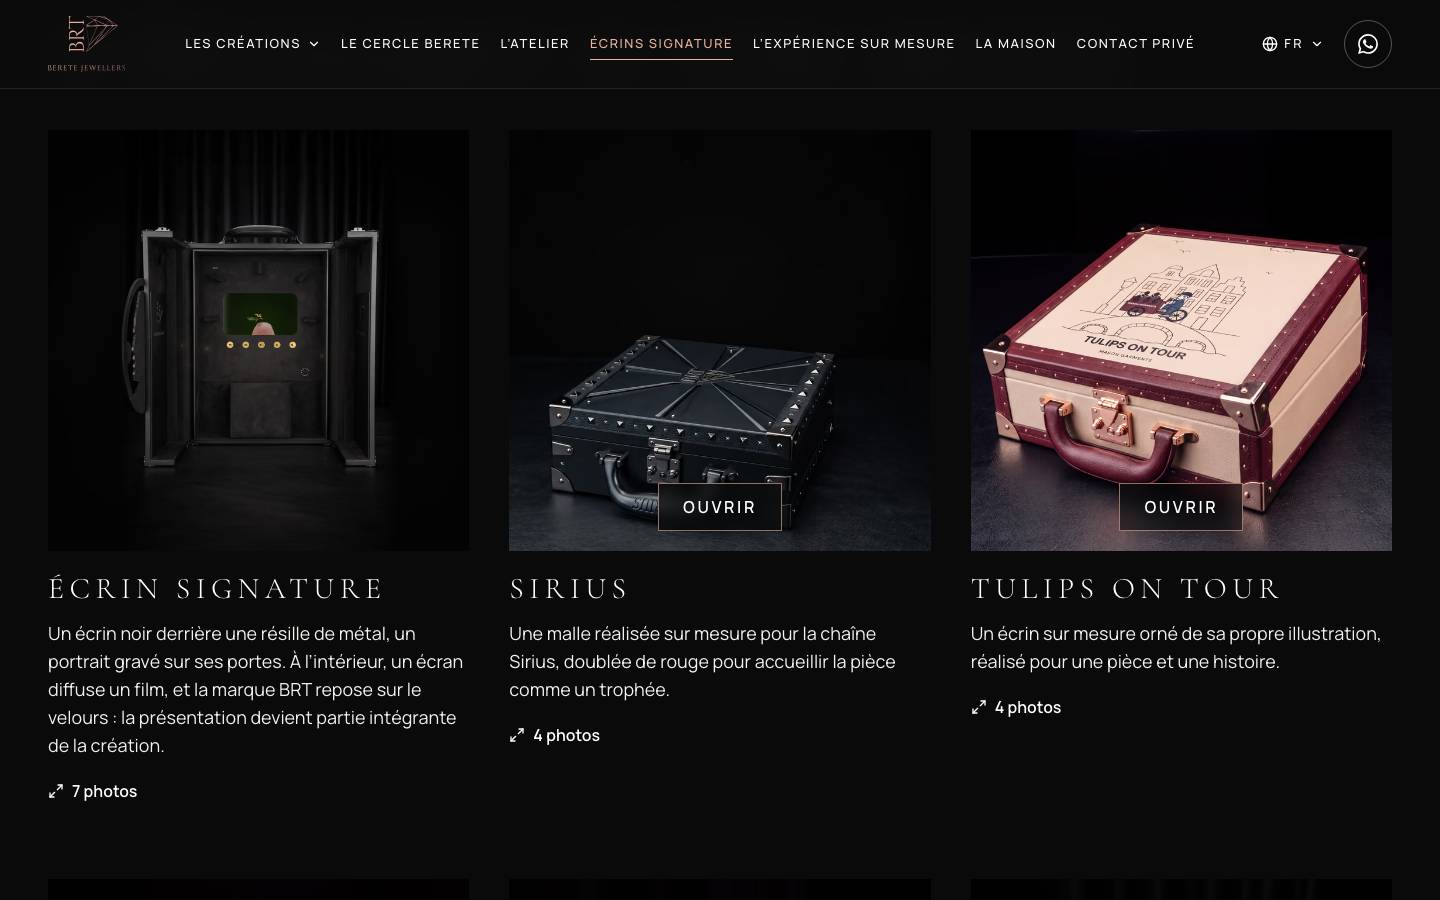 BRT
BERETE JEWELLERS
LES CRÉATIONS
LE CERCLE BERETE
L'ATELIER
ÉCRINS SIGNATURE
L'EXPÉRIENCE SUR MESURE
LA MAISON
CONTACT PRIVÉ
FR
TULIPS ON TOUR
MASON GARMENTS
OUVRIR
OUVRIR
ÉCRIN SIGNATURE
Un écrin noir derrière une résille de métal, un
portrait gravé sur ses portes. À l'intérieur, un écran
diffuse un film, et la marque BRT repose sur le
velours : la présentation devient partie intégrante
de la création.
7 photos
SIRIUS
Une malle réalisée sur mesure pour la chaîne
Sirius, doublée de rouge pour accueillir la pièce
comme un trophée.
4 photos
TULIPS ON TOUR
Un écrin sur mesure orné de sa propre illustration,
réalisé pour une pièce et une histoire.
4 photos